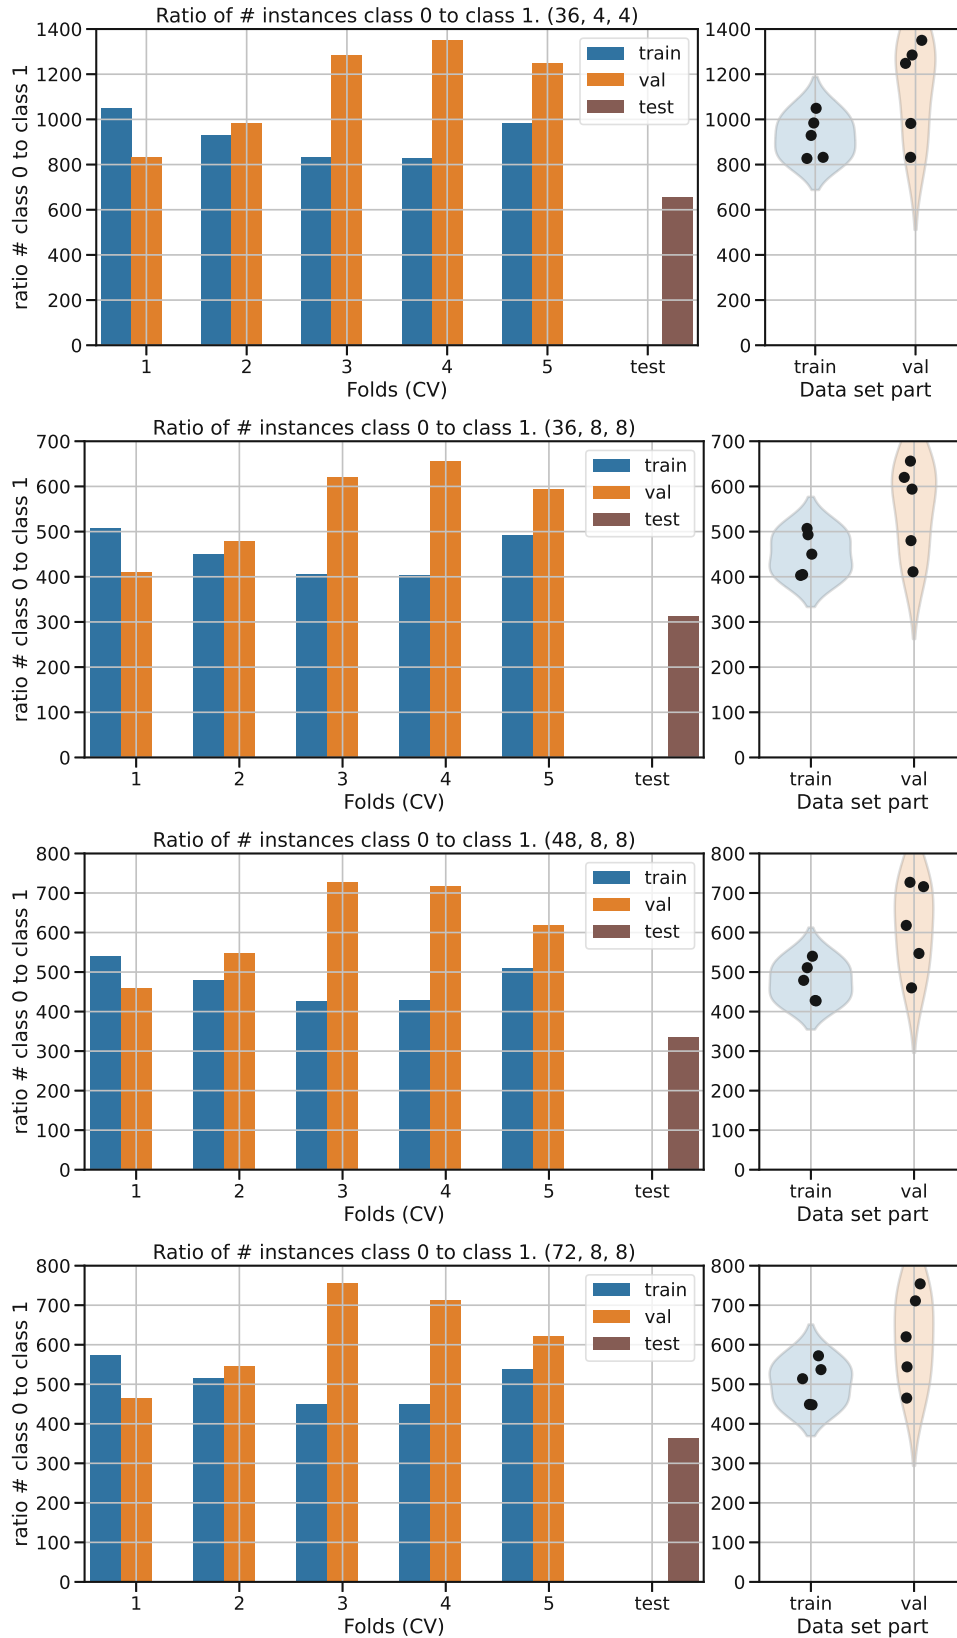 Ratio of # instances class 0 to class 1. (36, 4, 4)
ratio # class 0 to class 1
1400
1200
1000
800
600
400
200
0
train
val
test
1 2 3 4 5 test
Folds (CV)
1400
1200
1000
800
600
400
200
0
train val
Data set part
Ratio of # instances class 0 to class 1. (36, 8, 8)
ratio # class 0 to class 1
700
600
500
400
300
200
100
0
train
val
test
1 2 3 4 5 test
Folds (CV)
700
600
500
400
300
200
100
0
train val
Data set part
Ratio of # instances class 0 to class 1. (48, 8, 8)
ratio # class 0 to class 1
800
700
600
500
400
300
200
100
0
train
val
test
1 2 3 4 5 test
Folds (CV)
800
700
600
500
400
300
200
100
0
train val
Data set part
Ratio of # instances class 0 to class 1. (72, 8, 8)
ratio # class 0 to class 1
800
700
600
500
400
300
200
100
0
train
val
test
1 2 3 4 5 test
Folds (CV)
800
700
600
500
400
300
200
100
0
train val
Data set part